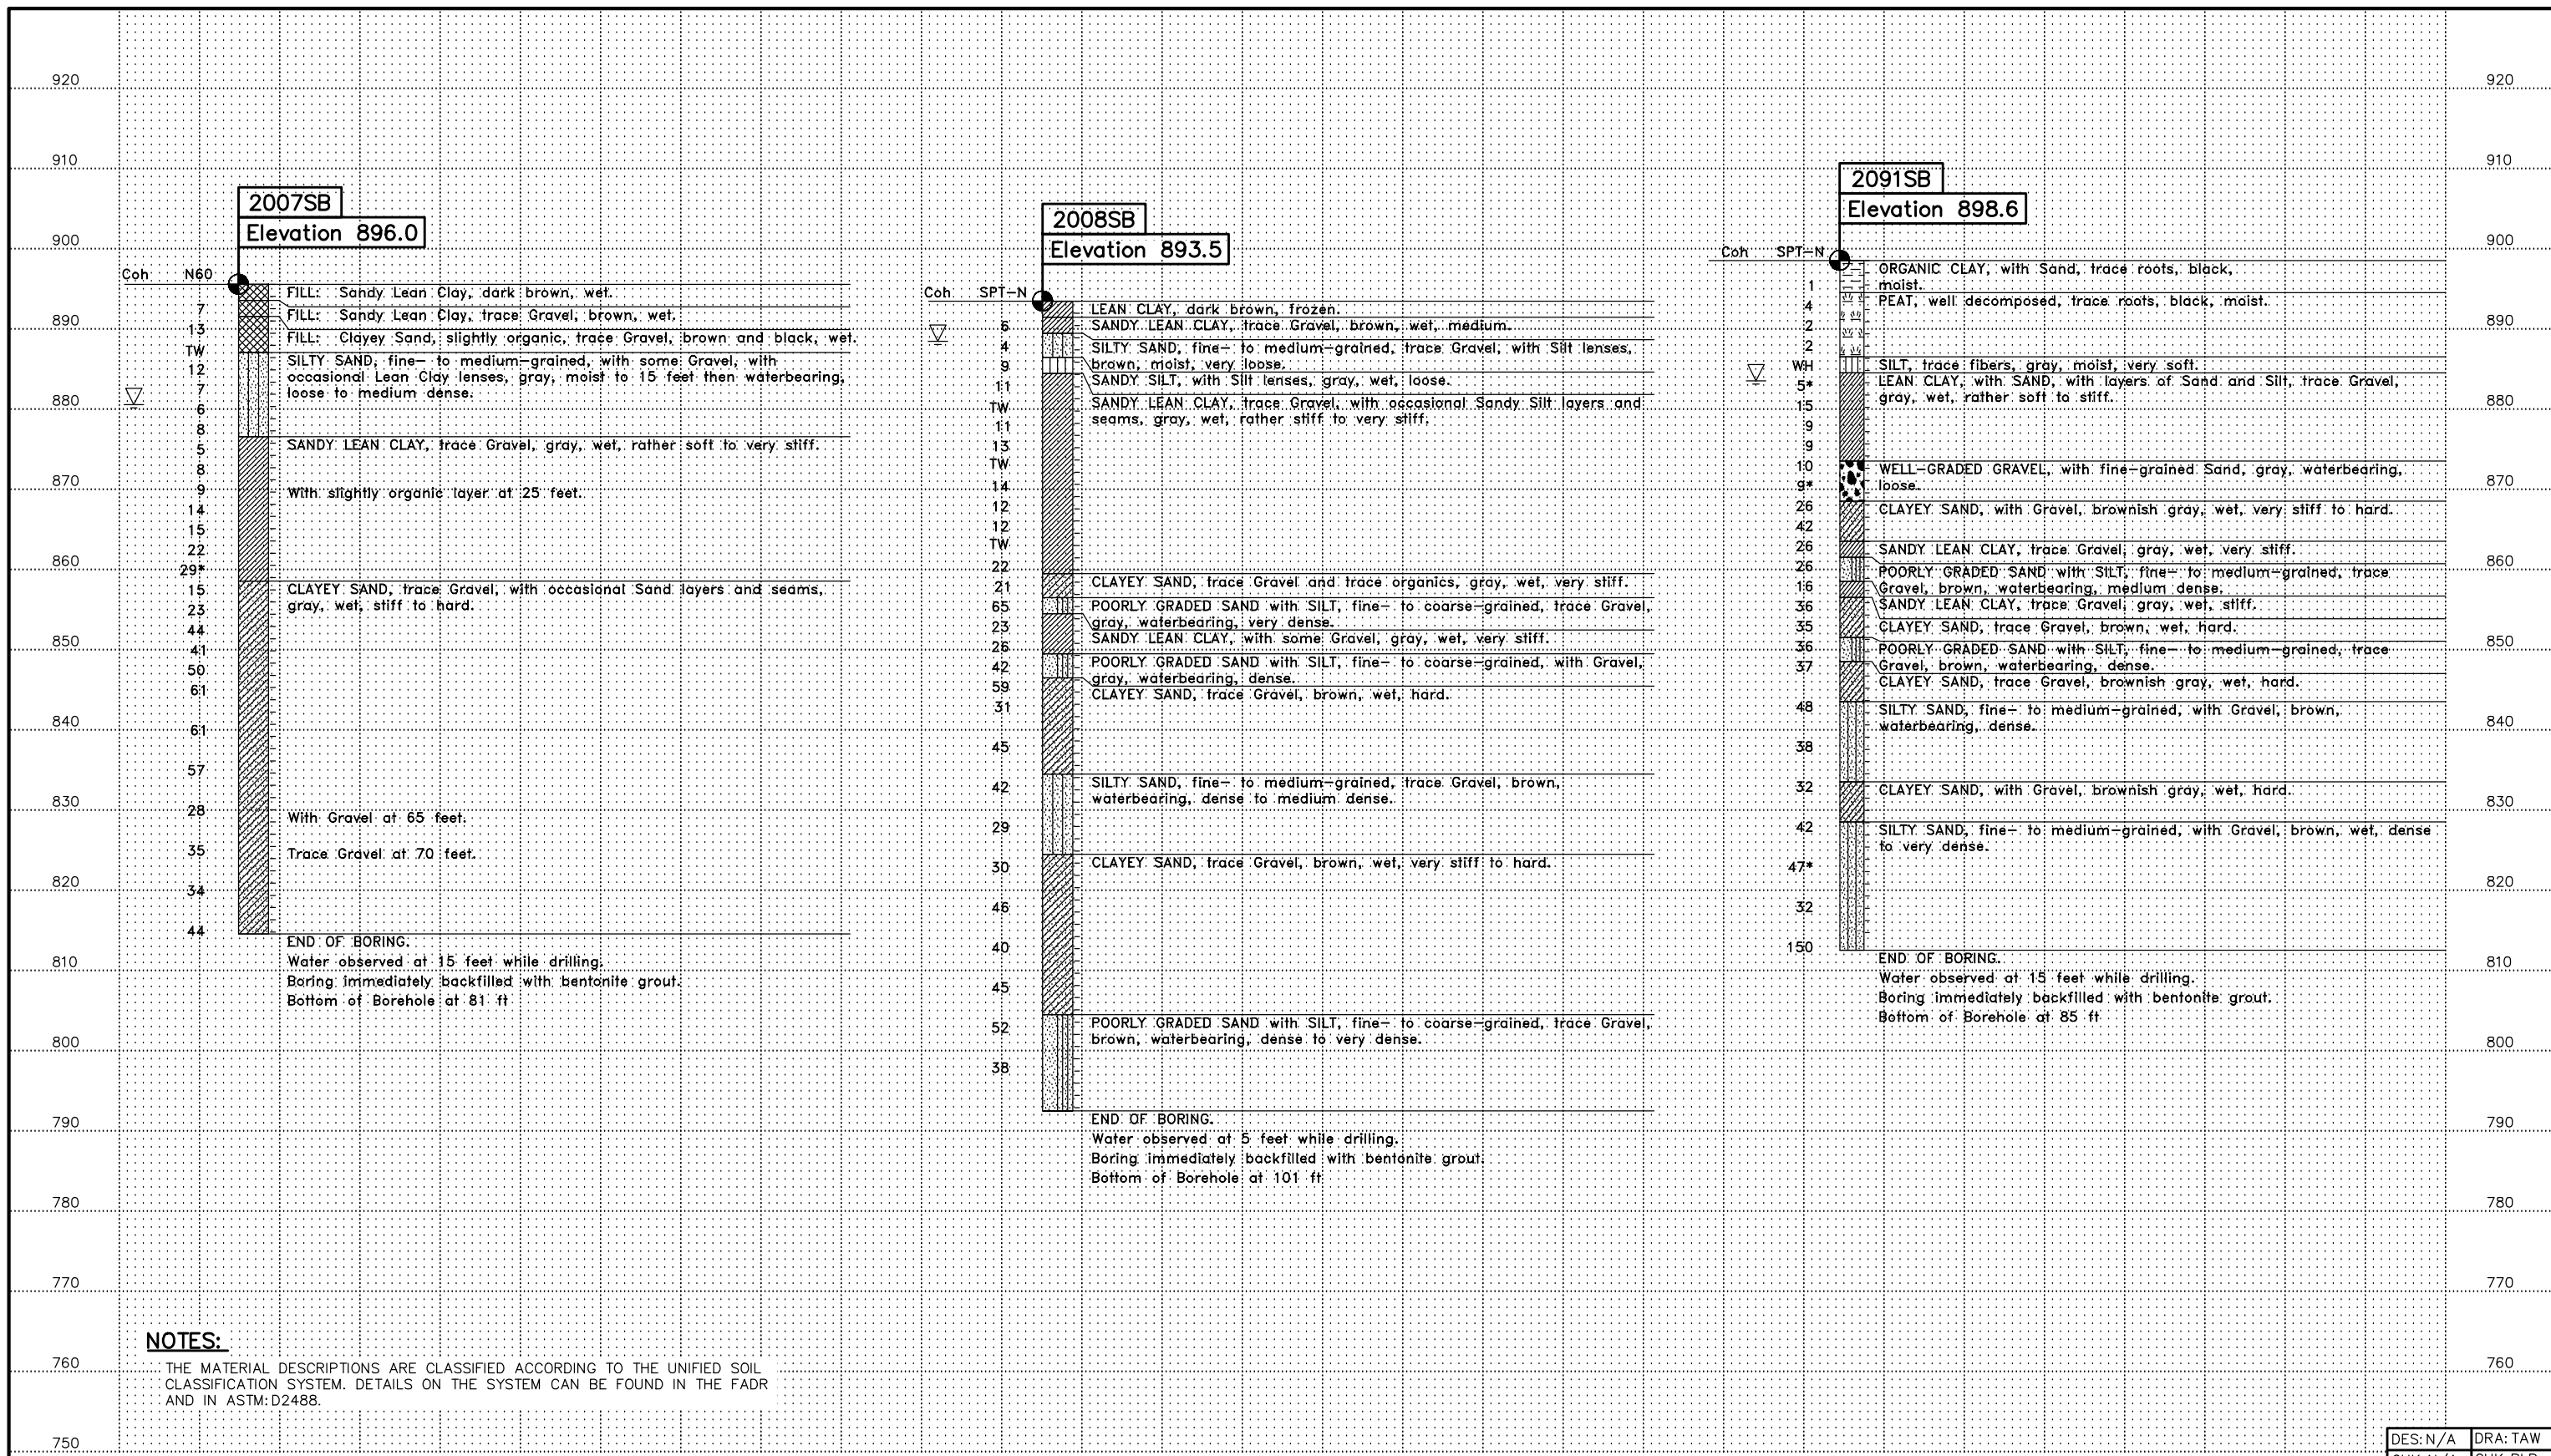 920
910
900
890
880
870
860
850
840
830
820
810
800
790
780
770
760
750
2007SB
Elevation 896.0
Coh N60
7
13
TW
12
7
6
8
5
8
9
14
15
22
29*
15
23
44
41
50
61
61
57
28
35
34
44
FILL: Sandy Lean Clay, dark brown, wet.
FILL: Sandy Lean Clay, trace Gravel, brown, wet.
FILL: Clayey Sand, slightly organic, trace Gravel, brown and black, wet.
SILTY SAND, fine- to medium-grained, with some Gravel, with
occasional Lean Clay lenses, gray, moist to 15 feet then waterbearing,
loose to medium dense.
SANDY LEAN CLAY, trace Gravel, gray, wet, rather soft to very stiff.
With slightly organic layer at 25 feet.
CLAYEY SAND, trace Gravel, with occasional Sand layers and seams,
gray, wet, stiff to hard.
With Gravel at 65 feet.
Trace Gravel at 70 feet.
END OF BORING.
Water observed at 15 feet while drilling.
Boring immediately backfilled with bentonite grout.
Bottom of Borehole at 81 ft
2008SB
Elevation 893.5
Coh SPT-N
6
4
9
11
TW
11
13
TW
14
12
12
TW
22
21
65
23
26
42
59
31
45
42
29
30
46
40
45
52
38
LEAN CLAY, dark brown, frozen.
SANDY LEAN CLAY, trace Gravel, brown, wet, medium.
SILTY SAND, fine- to medium-grained, trace Gravel, with Silt lenses,
brown, moist, very loose.
SANDY SILT, with Silt lenses, gray, wet, loose.
SANDY LEAN CLAY, trace Gravel, with occasional Sandy Silt layers and
seams, gray, wet, rather stiff to very stiff.
CLAYEY SAND, trace Gravel and trace organics, gray, wet, very stiff.
POORLY GRADED SAND with SILT, fine- to coarse-grained, trace Gravel,
gray, waterbearing, very dense.
SANDY LEAN CLAY, with some Gravel, gray, wet, very stiff.
POORLY GRADED SAND with SILT, fine- to coarse-grained, with Gravel,
gray, waterbearing, dense.
CLAYEY SAND, trace Gravel, brown, wet, hard.
SILTY SAND, fine- to medium-grained, trace Gravel, brown,
waterbearing, dense to medium dense.
CLAYEY SAND, trace Gravel, brown, wet, very stiff to hard.
POORLY GRADED SAND with SILT, fine- to coarse-grained, trace Gravel,
brown, waterbearing, dense to very dense.
END OF BORING.
Water observed at 5 feet while drilling.
Boring immediately backfilled with bentonite grout.
Bottom of Borehole at 101 ft
2091SB
Elevation 898.6
Coh SPT-N
1
4
2
2
WH
5*
15
9
9
10
9*
26
42
26
26
16
36
35
36
37
48
38
32
42
47*
32
150
ORGANIC CLAY, with Sand, trace roots, black,
moist.
PEAT, well decomposed, trace roots, black, moist.
SILT, trace fibers, gray, moist, very soft.
LEAN CLAY, with SAND, with layers of Sand and Silt, trace Gravel,
gray, wet, rather soft to stiff.
WELL-GRADED GRAVEL, with fine-grained Sand, gray, waterbearing,
loose.
CLAYEY SAND, with Gravel, brownish gray, wet, very stiff to hard.
SANDY LEAN CLAY, trace Gravel, gray, wet, very stiff.
POORLY GRADED SAND with SILT, fine- to medium-grained, trace
Gravel, brown, waterbearing, medium dense.
SANDY LEAN CLAY, trace Gravel, gray, wet, stiff.
CLAYEY SAND, trace Gravel, brown, wet, hard.
POORLY GRADED SAND with SILT, fine- to medium-grained, trace
Gravel, brown, waterbearing, dense.
CLAYEY SAND, trace Gravel, brownish gray, wet, hard.
SILTY SAND, fine- to medium-grained, with Gravel, brown,
waterbearing, dense.
CLAYEY SAND, with Gravel, brownish gray, wet, hard.
SILTY SAND, fine- to medium-grained, with Gravel, brown, wet, dense
to very dense.
END OF BORING.
Water observed at 15 feet while drilling.
Boring immediately backfilled with bentonite grout.
Bottom of Borehole at 85 ft
920
910
900
890
880
870
860
850
840
830
820
810
800
790
780
770
760
NOTES:
THE MATERIAL DESCRIPTIONS ARE CLASSIFIED ACCORDING TO THE UNIFIED SOIL
CLASSIFICATION SYSTEM. DETAILS ON THE SYSTEM CAN BE FOUND IN THE FADR
AND IN ASTM:D2488.
DES: N/A DRA: TAW